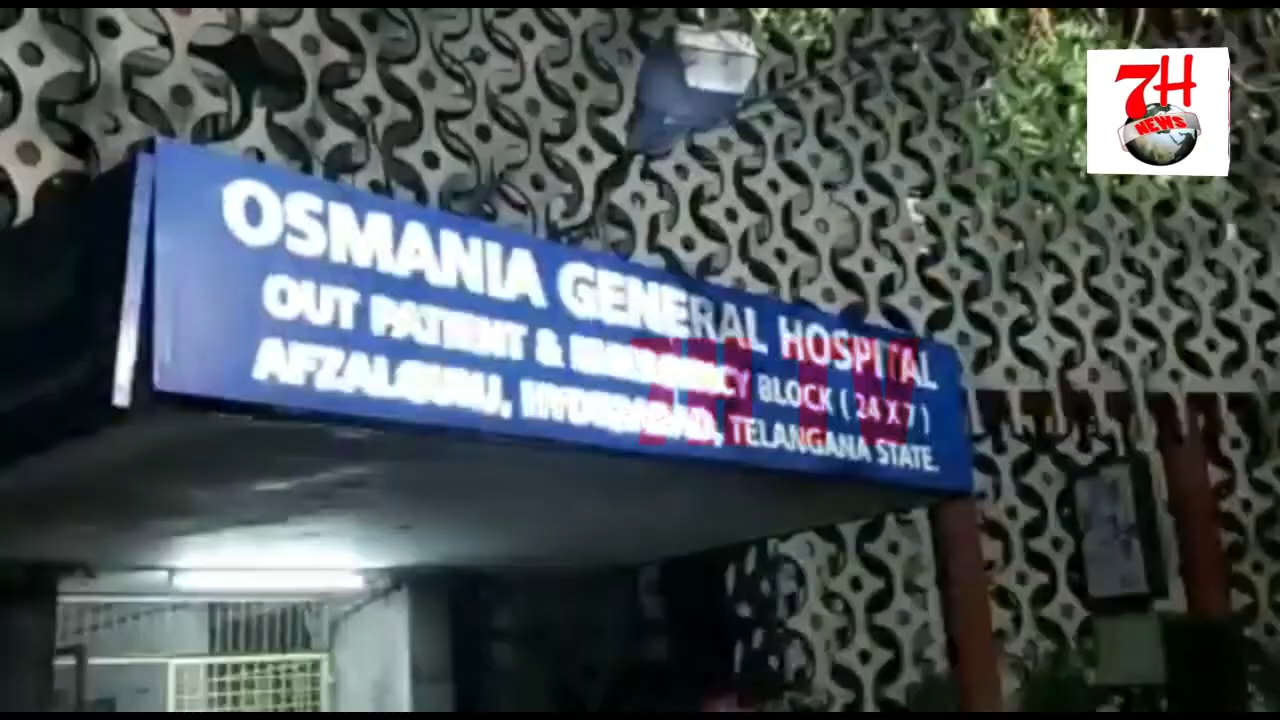 7H
NEWS
OSMANIA GENERAL HOSPITAL
OUT PATIENT & EMERGENCY BLOCK ( 24 X 7 )
AFZALGUNJ, HYDERABAD, TELANGANA STATE.